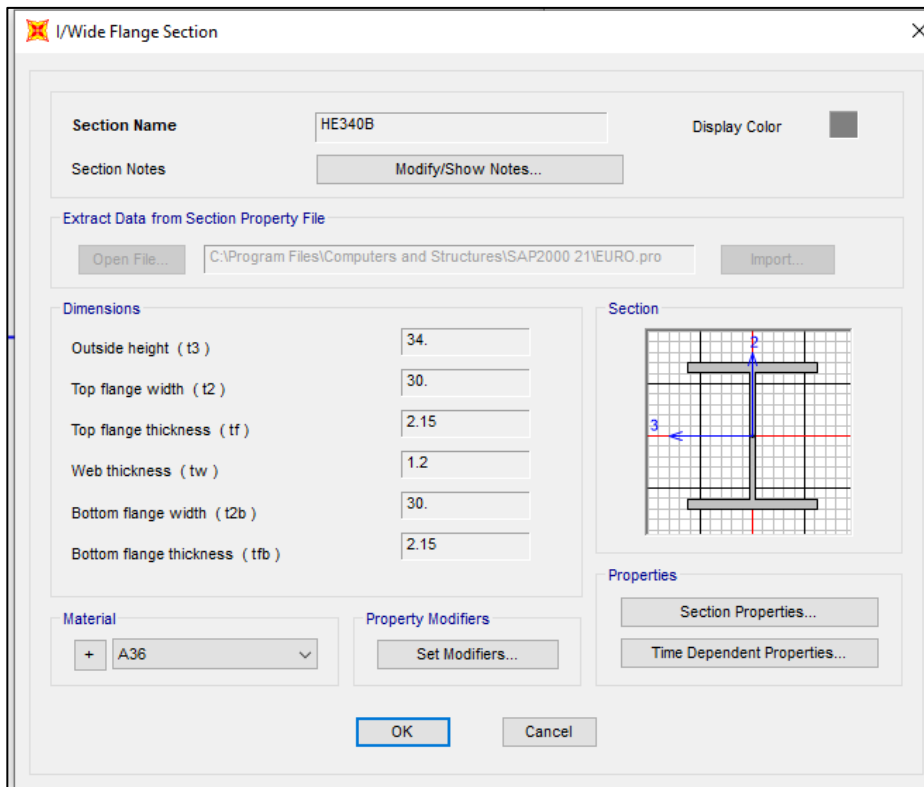 I/Wide Flange Section
Section Name HE340B Display Color
Section Notes Modify/Show Notes...
Extract Data from Section Property File
Open File... C:\Program Files\Computers and Structures\SAP2000 21\EURO.pro Import...
Dimensions
Outside height ( t3 ) 34.
Top flange width ( t2 ) 30.
Top flange thickness ( tf ) 2.15
Web thickness ( tw ) 1.2
Bottom flange width ( t2b ) 30.
Bottom flange thickness ( tfb ) 2.15
Section
2
3
Properties
Section Properties...
Time Dependent Properties...
Material
+ A36
Property Modifiers
Set Modifiers...
OK Cancel